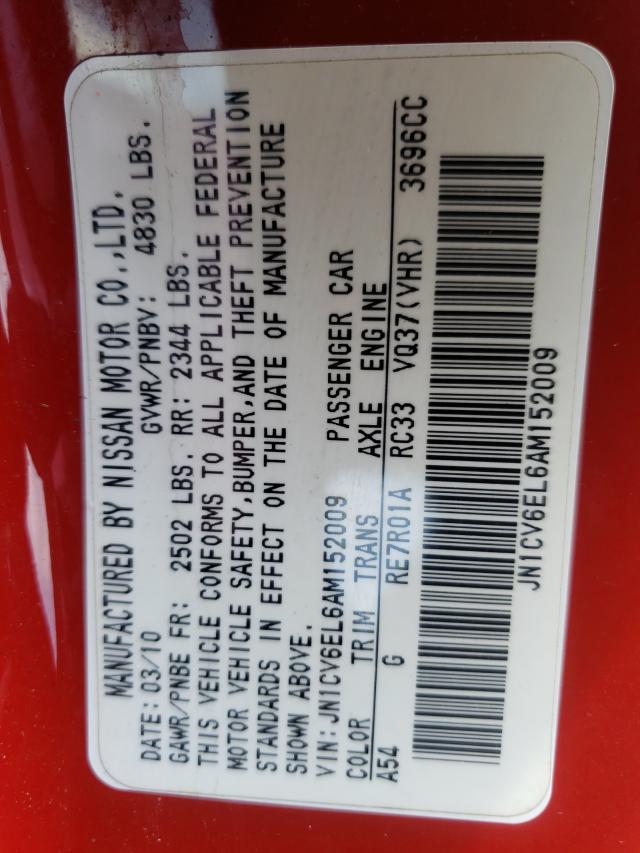 MANUFACTURED BY NISSAN MOTOR CO.,LTD.
DATE: 03/10 GVWR/PNBV: 4830 LBS.
GAWR/PNBE FR: 2502 LBS. RR: 2344 LBS.
THIS VEHICLE CONFORMS TO ALL APPLICABLE FEDERAL
MOTOR VEHICLE SAFETY,BUMPER,AND THEFT PREVENTION
STANDARDS IN EFFECT ON THE DATE OF MANUFACTURE
SHOWN ABOVE.
VIN:JN1CV6EL6AM152009 PASSENGER CAR
COLOR TRIM TRANS AXLE ENGINE
A54 G RE7R01A RC33 VQ37(VHR) 3696CC
JN1CV6EL6AM152009